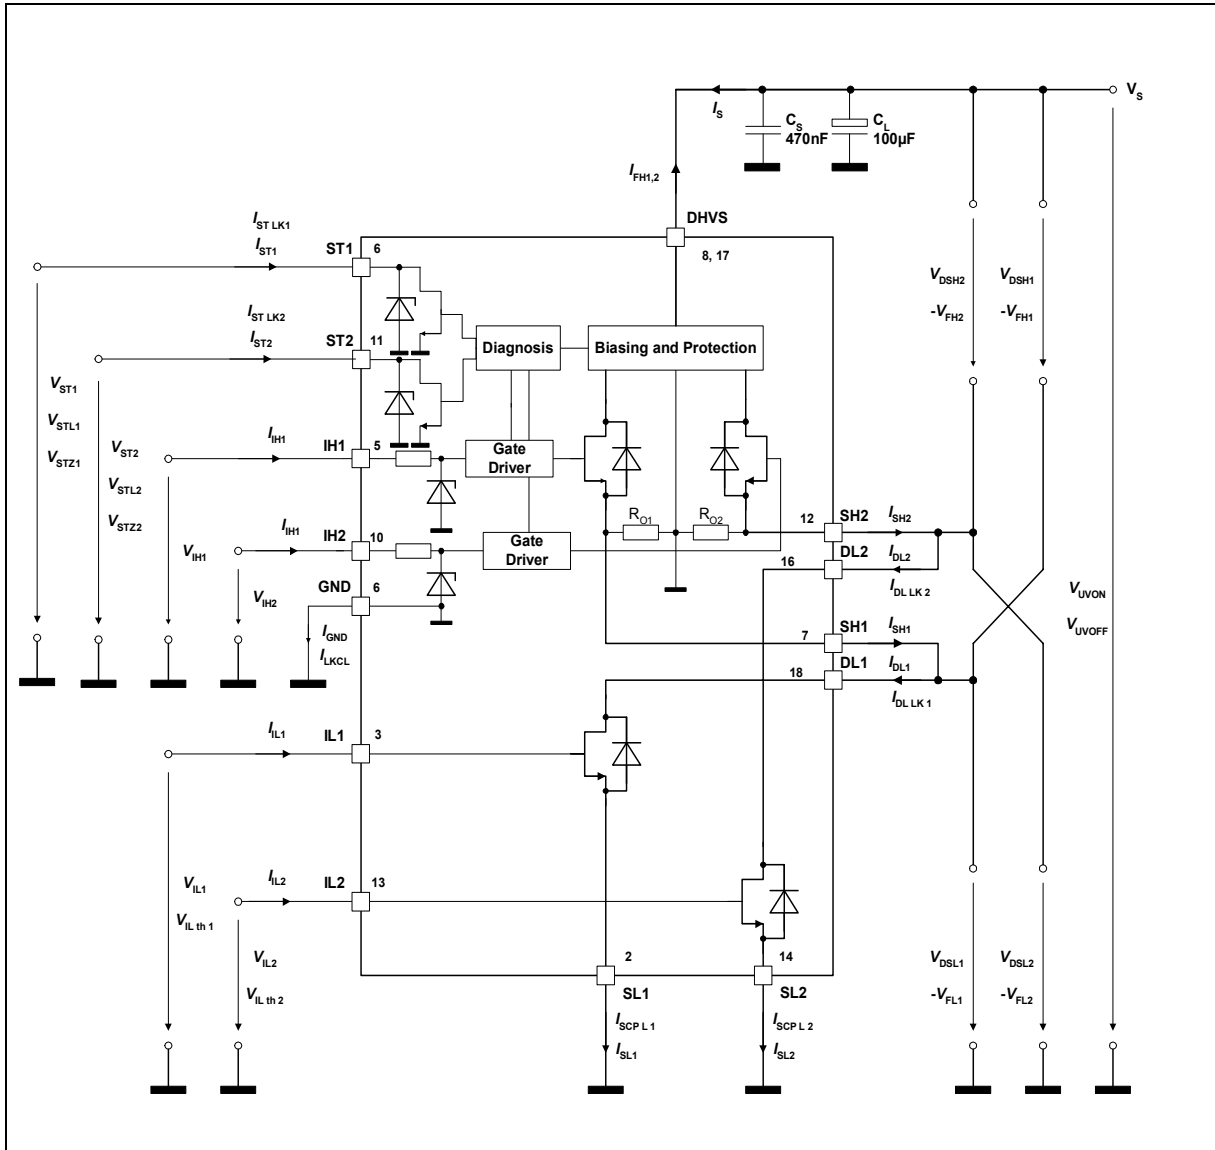 V_S
I_S
C_S
470nF
C_L
100µF
I_FH1,2
DHVS
8, 17
I_ST LK1
I_ST1
ST1
6
V_DSH2
-V_FH2
V_DSH1
-V_FH1
I_ST LK2
I_ST2
ST2
11
Diagnosis
Biasing and Protection
V_ST1
V_STL1
V_STZ1
V_ST2
V_STL2
V_STZ2
I_IH1
IH1
5
Gate
Driver
R_O1
R_O2
12
SH2
I_SH2
I_IH1
IH2
10
Gate
Driver
DL2
I_DL2
16
I_DL LK 2
V_IH1
V_IH2
GND
6
I_GND
I_LKCL
V_UVON
V_UVOFF
SH1
I_SH1
7
DL1
I_DL1
18
I_DL LK 1
I_IL1
IL1
3
I_IL2
IL2
13
V_IL1
V_IL th 1
V_IL2
V_IL th 2
2
14
SL1
SL2
I_SCP L 1
I_SL1
I_SCP L 2
I_SL2
V_DSL1
-V_FL1
V_DSL2
-V_FL2